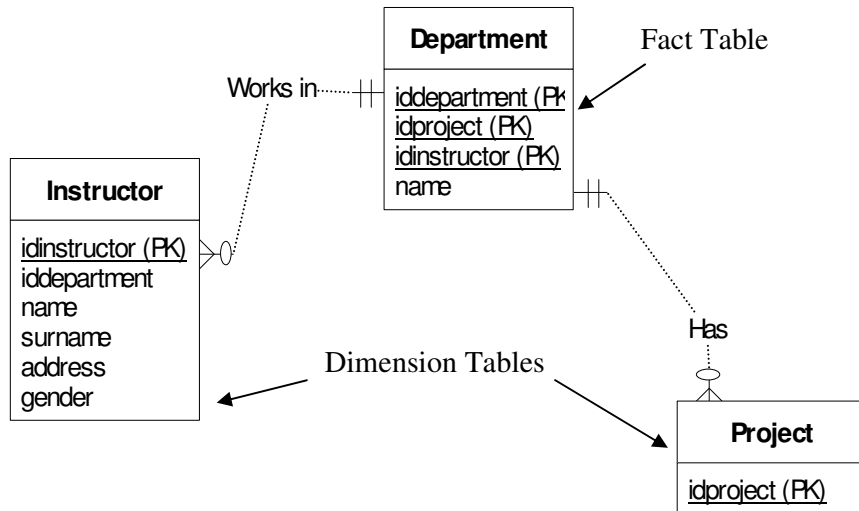 Department
iddepartment (PK
idproject (PK)
idinstructor (PK)
name
Fact Table
Works in
Instructor
idinstructor (PK)
iddepartment
name
surname
address
gender
Has
Dimension Tables
Project
idproject (PK)